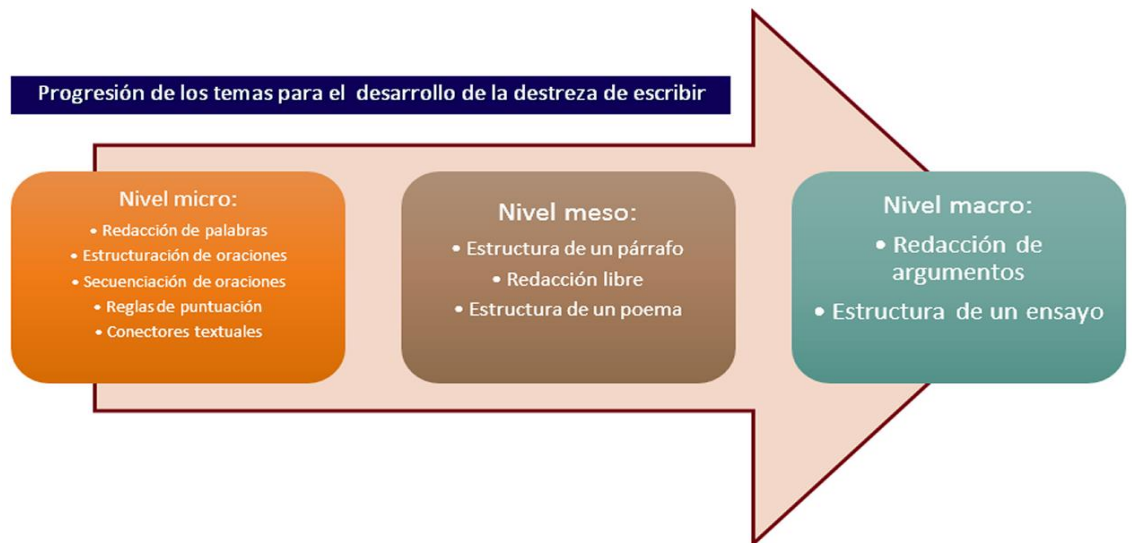 Progresión de los temas para el desarrollo de la destreza de escribir
Nivel micro:
• Redacción de palabras
• Estructuración de oraciones
• Secuenciación de oraciones
• Reglas de puntuación
• Conectores textuales
Nivel meso:
• Estructura de un párrafo
• Redacción libre
• Estructura de un poema
Nivel macro:
• Redacción de
argumentos
• Estructura de un ensayo